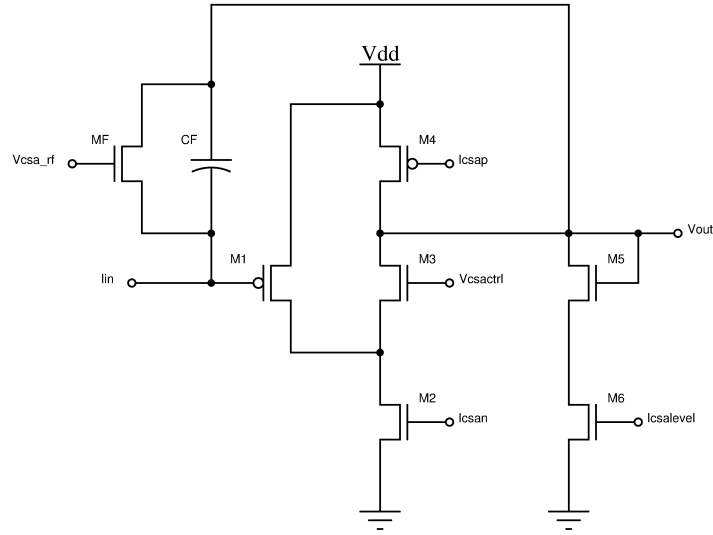 Vdd
MF
CF
M4
Vcsa_rf
Icsap
Vout
M1
M3
M5
Iin
Vcsactrl
M2
M6
Icsan
Icsalevel